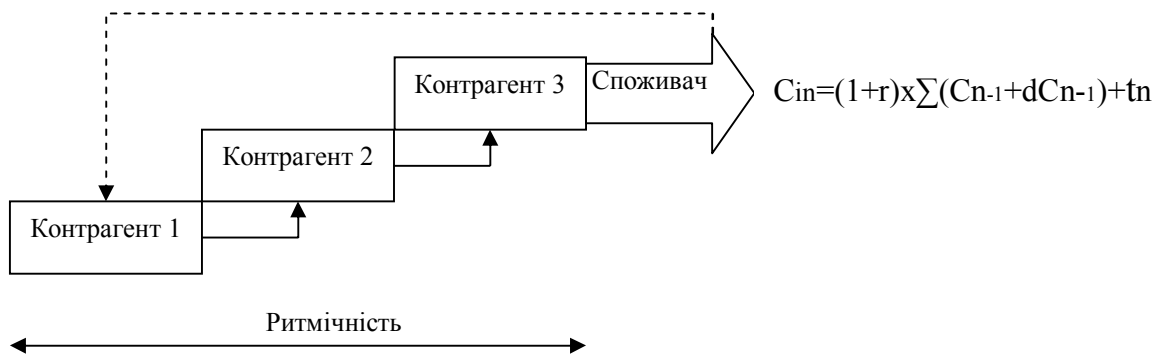 Контрагент 3
Споживач
Cin=(1+r)x∑(Cn-1+dCn-1)+tn
Контрагент 2
Контрагент 1
Ритмічність